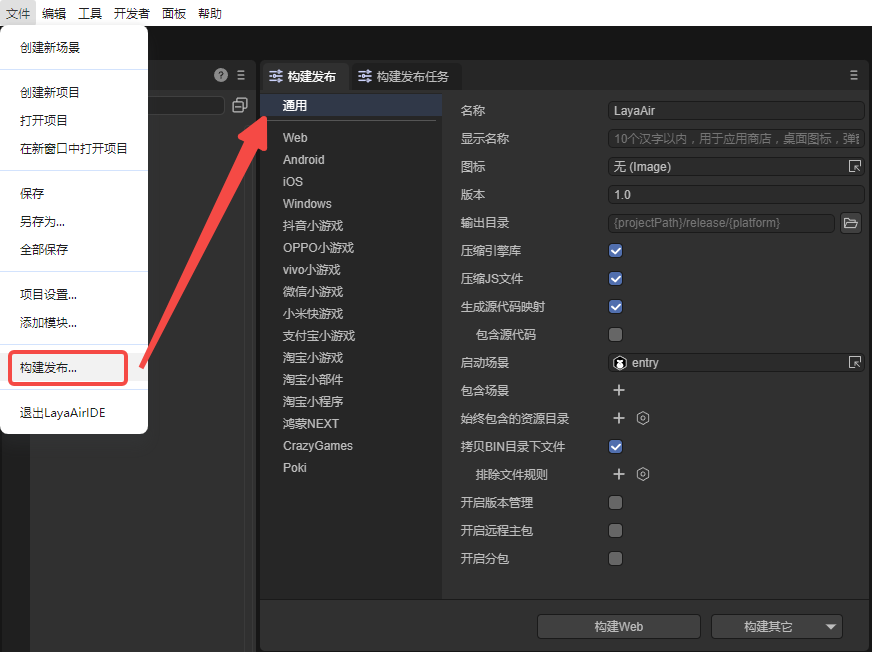 文件 编辑 工具 开发者 面板 帮助
创建新场景
创建新项目
打开项目
在新窗口中打开项目
保存
另存为...
全部保存
项目设置...
添加模块...
构建发布...
退出LayaAirIDE
构建发布 构建发布任务
通用
Web
Android
iOS
Windows
抖音小游戏
OPPO小游戏
vivo小游戏
微信小游戏
小米快游戏
支付宝小游戏
淘宝小游戏
淘宝小部件
淘宝小程序
鸿蒙NEXT
CrazyGames
Poki
名称 LayaAir
显示名称 10个汉字以内，用于应用商店，桌面图标，弹
图标 无 (Image)
版本 1.0
输出目录 {projectPath}/release/{platform}
压缩引擎库
压缩JS文件
生成源代码映射
包含源代码
启动场景 entry
包含场景
始终包含的资源目录
拷贝BIN目录下文件
排除文件规则
开启版本管理
开启远程主包
开启分包
构建Web 构建其它